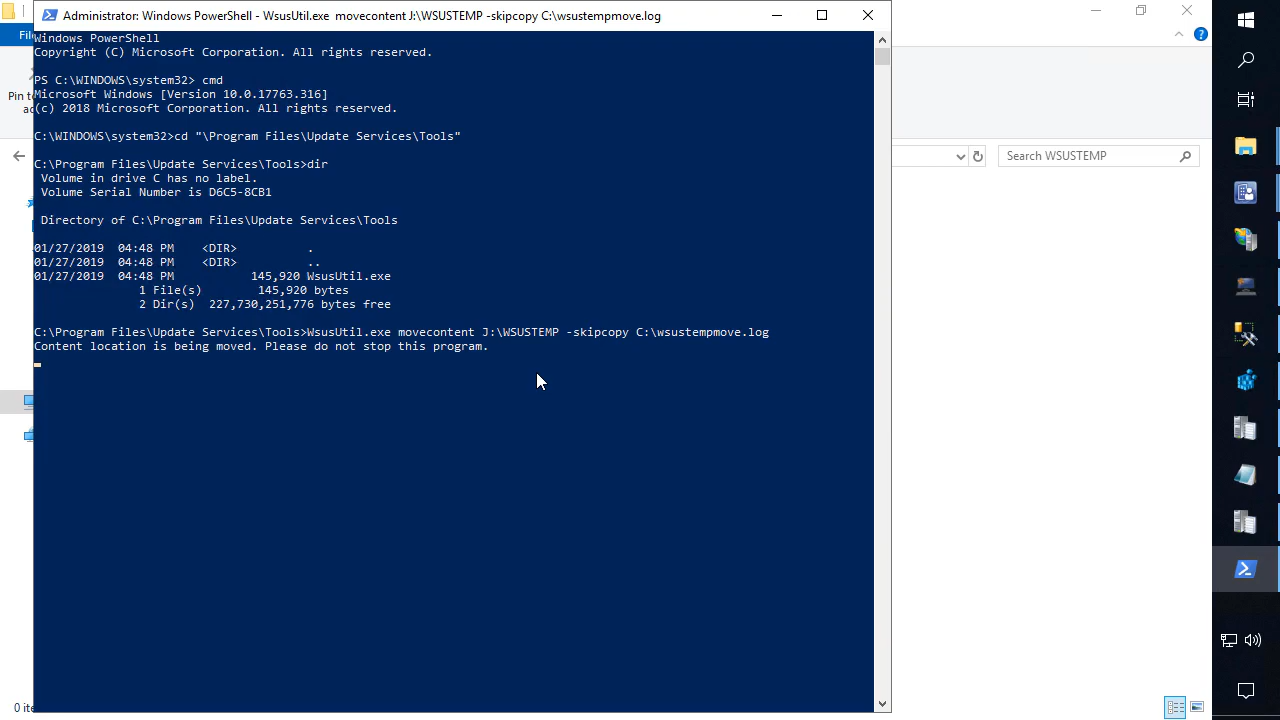 Administrator: Windows PowerShell - WsusUtil.exe  movecontent J:\WSUSTEMP -skipcopy C:\wsustempmove.log
Windows PowerShell
Copyright (C) Microsoft Corporation. All rights reserved.
PS C:\WINDOWS\system32> cmd
Microsoft Windows [Version 10.0.17763.316]
(c) 2018 Microsoft Corporation. All rights reserved.
C:\WINDOWS\system32>cd "\Program Files\Update Services\Tools"
C:\Program Files\Update Services\Tools>dir
Volume in drive C has no label.
Volume Serial Number is D6C5-8CB1
Directory of C:\Program Files\Update Services\Tools
01/27/2019  04:48 PM    <DIR>          .
01/27/2019  04:48 PM    <DIR>          ..
01/27/2019  04:48 PM           145,920 WsusUtil.exe
1 File(s)        145,920 bytes
2 Dir(s)  227,730,251,776 bytes free
C:\Program Files\Update Services\Tools>WsusUtil.exe movecontent J:\WSUSTEMP -skipcopy C:\wsustempmove.log
Content location is being moved. Please do not stop this program.
Fil
Pin to
ac
Search WSUSTEMP
0 ite